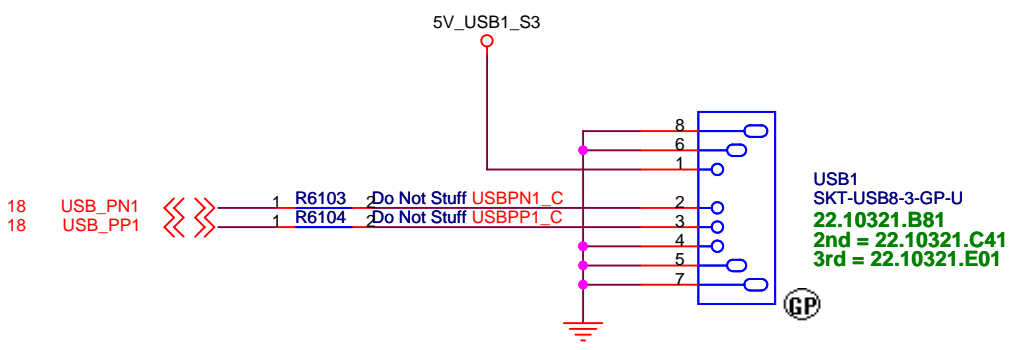 5V_USB1_S3
8
6
1
18 USB_PN1 1 R6103 2 Do Not Stuff USBPN1_C 2
18 USB_PP1 1 R6104 2 Do Not Stuff USBPP1_C 3
4
5
7
USB1
SKT-USB8-3-GP-U
22.10321.B81
2nd = 22.10321.C41
3rd = 22.10321.E01
GP